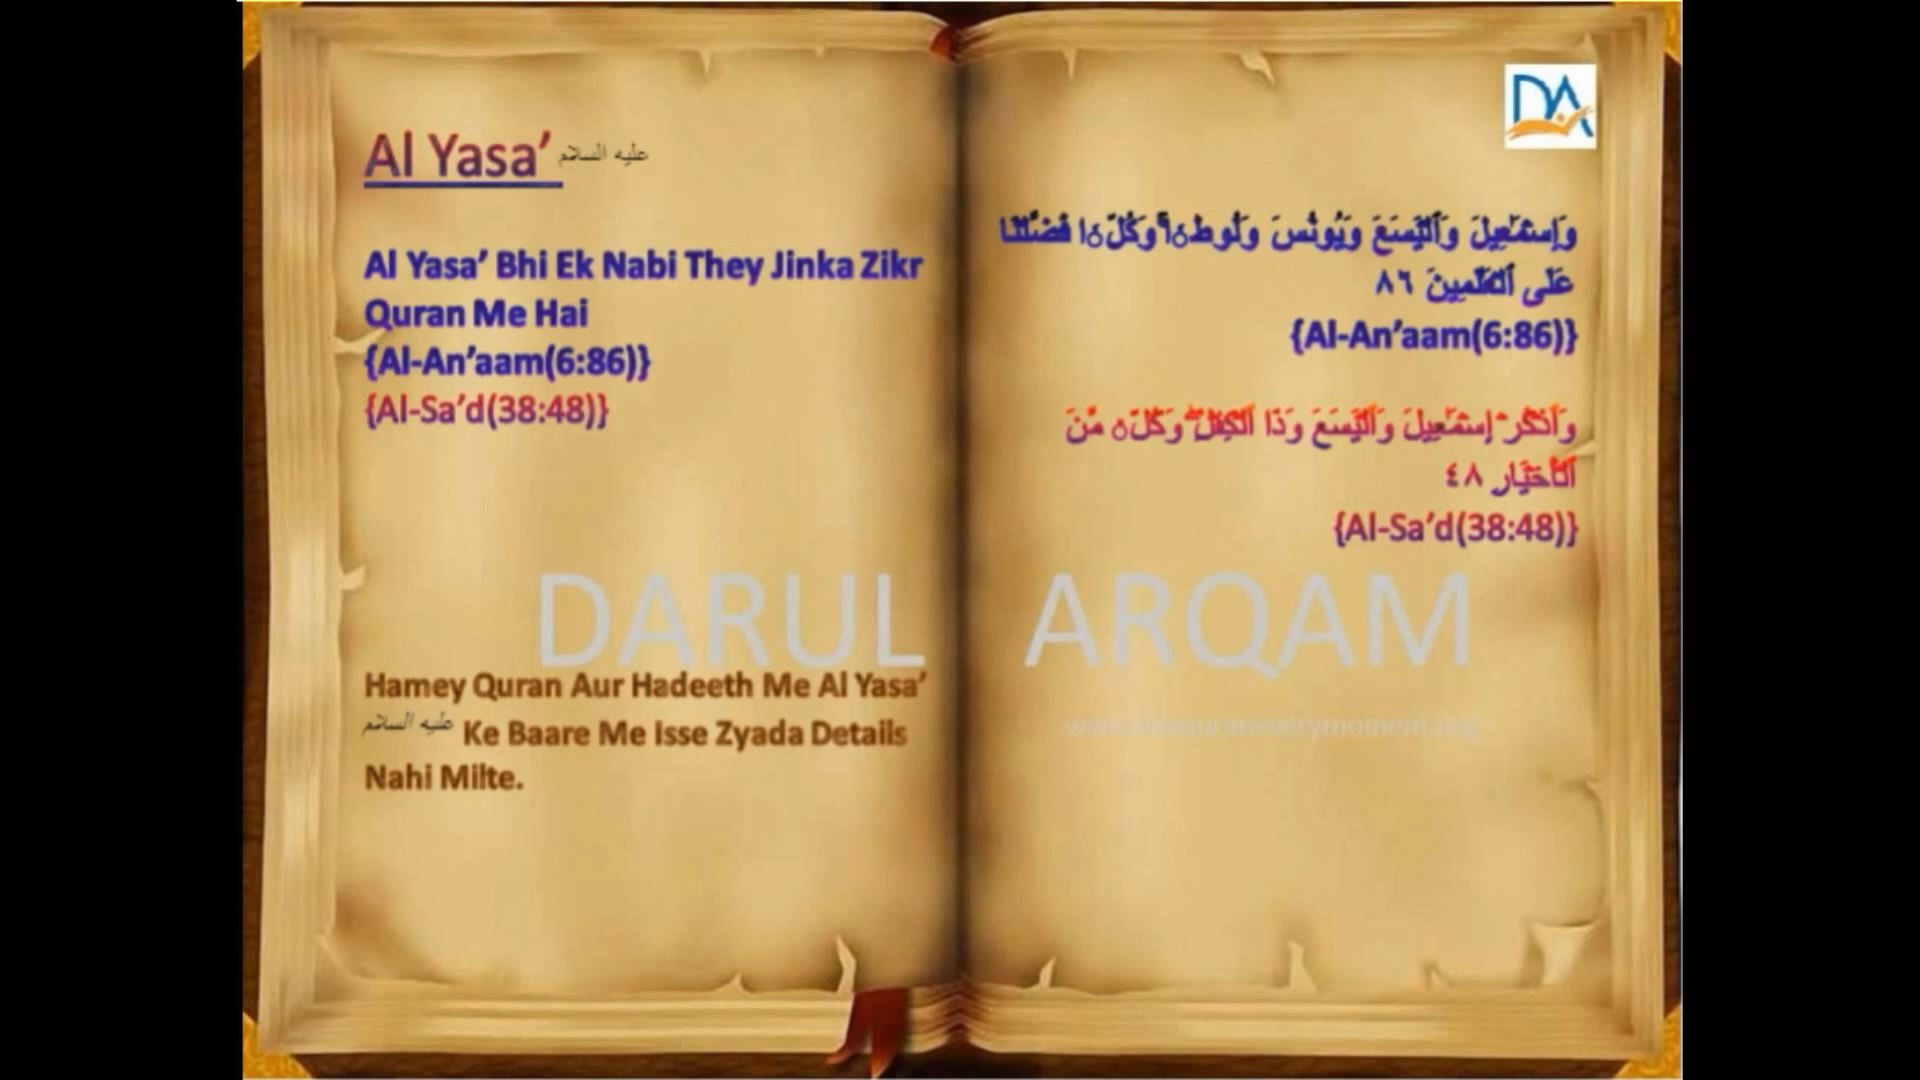 Al Yasa’ عليه السلام
Al Yasa’ Bhi Ek Nabi They Jinka Zikr
Quran Me Hai
{Al-An’aam(6:86)}
{Al-Sa’d(38:48)}
Hamey Quran Aur Hadeeth Me Al Yasa’
عليه السلام Ke Baare Me Isse Zyada Details
Nahi Milte.
DA
وَإِسۡمَٰعِيلَ وَٱلۡيَسَعَ وَيُونُسَ وَلُوطٗاۚ وَكُلّٗا فَضَّلۡنَا
عَلَى ٱلۡعَٰلَمِينَ ٨٦
{Al-An’aam(6:86)}
وَٱذۡكُرۡ إِسۡمَٰعِيلَ وَٱلۡيَسَعَ وَذَا ٱلۡكِفۡلِۖ وَكُلّٞ مِّنَ
ٱلۡأَخۡيَارِ ٤٨
{Al-Sa’d(38:48)}
DARUL ARQAM